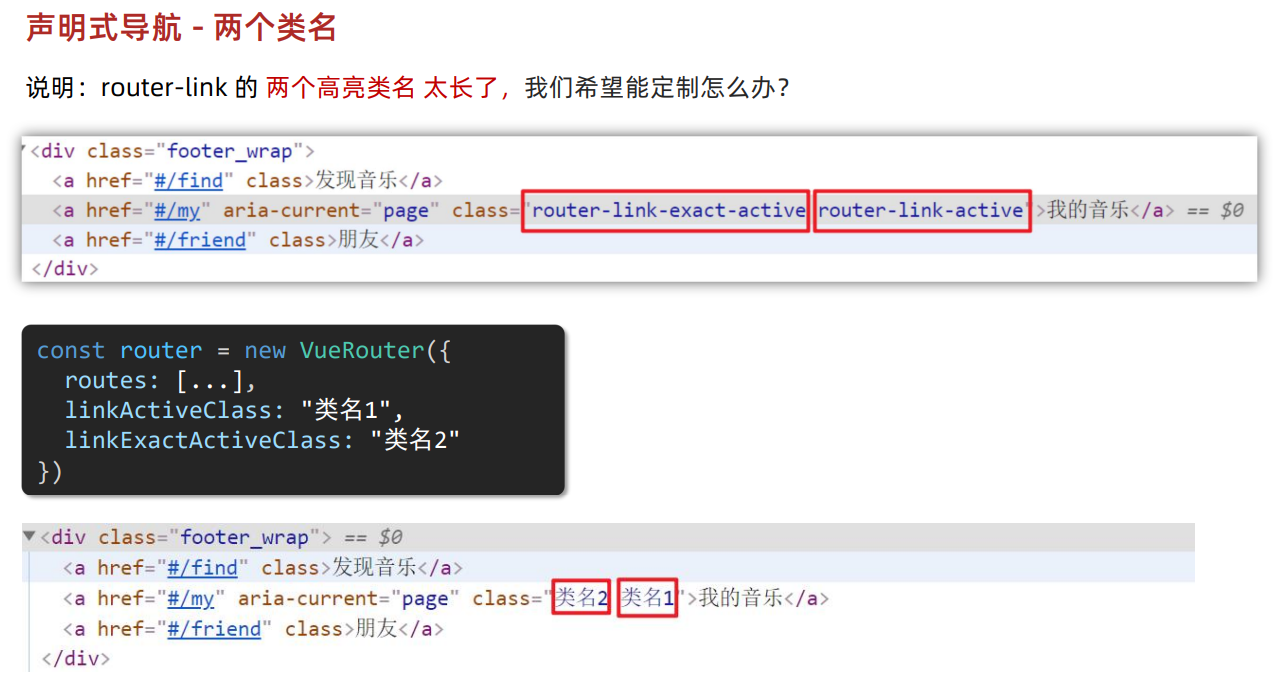 声明式导航 - 两个类名
说明：router-link 的 两个高亮类名 太长了，我们希望能定制怎么办？
<div class="footer_wrap">
<a href="#/find" class>发现音乐</a>
<a href="#/my" aria-current="page" class="router-link-exact-active router-link-active">我的音乐</a> == $0
<a href="#/friend" class>朋友</a>
</div>
const router = new VueRouter({
routes: [...],
linkActiveClass: "类名1",
linkExactActiveClass: "类名2"
})
<div class="footer_wrap"> == $0
<a href="#/find" class>发现音乐</a>
<a href="#/my" aria-current="page" class="类名2 类名1">我的音乐</a>
<a href="#/friend" class>朋友</a>
</div>